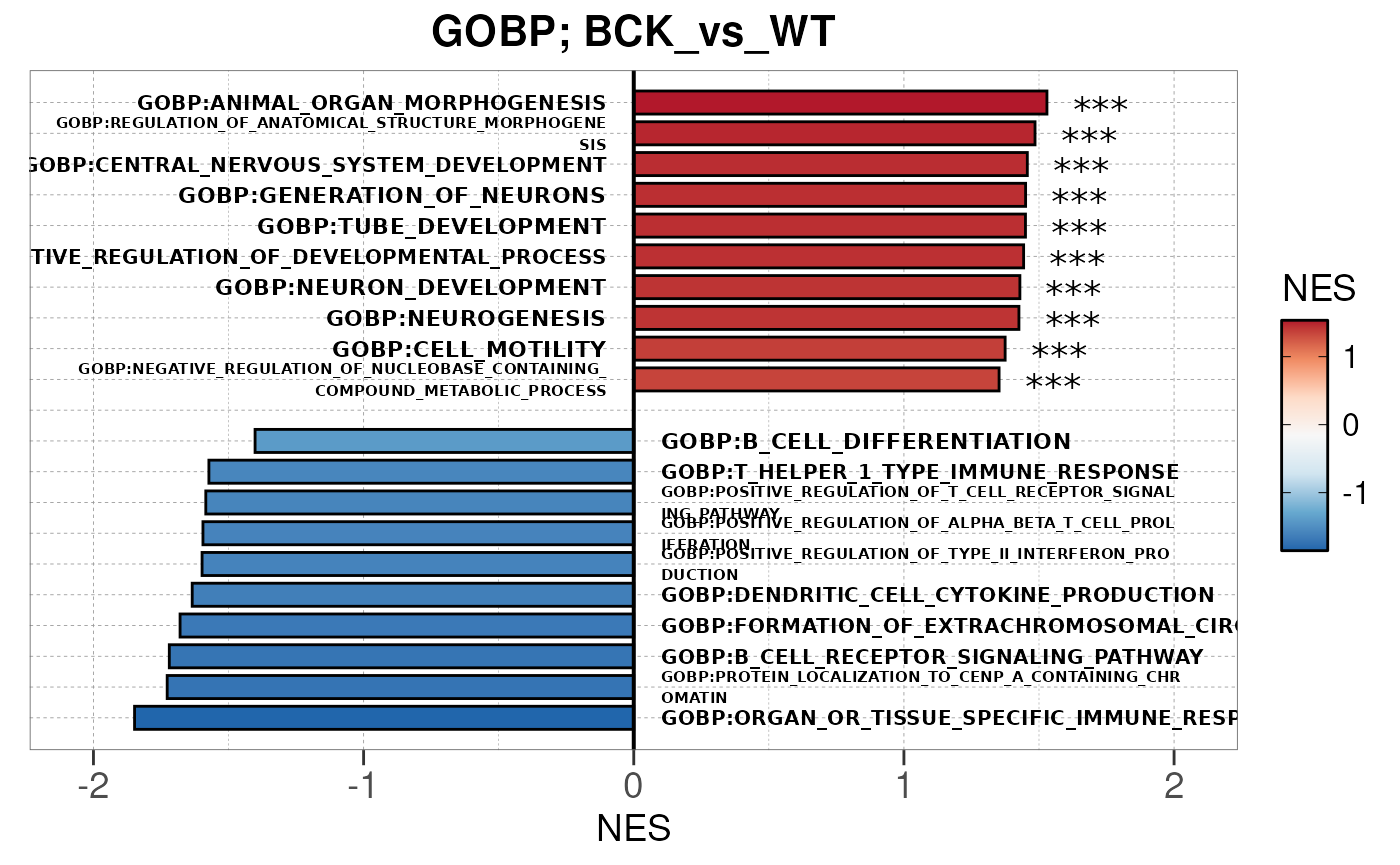 GOBP; BCK_vs_WT
GOBP:ANIMAL_ORGAN_MORPHOGENESIS
***
GOBP:REGULATION_OF_ANATOMICAL_STRUCTURE_MORPHOGENE
SIS
***
GOBP:CENTRAL_NERVOUS_SYSTEM_DEVELOPMENT
***
GOBP:GENERATION_OF_NEURONS
***
GOBP:TUBE_DEVELOPMENT
***
TIVE_REGULATION_OF_DEVELOPMENTAL_PROCESS
***
GOBP:NEURON_DEVELOPMENT
***
GOBP:NEUROGENESIS
***
GOBP:CELL_MOTILITY
***
GOBP:NEGATIVE_REGULATION_OF_NUCLEOBASE_CONTAINING_
COMPOUND_METABOLIC_PROCESS
***
GOBP:B_CELL_DIFFERENTIATION
GOBP:T_HELPER_1_TYPE_IMMUNE_RESPONSE
GOBP:POSITIVE_REGULATION_OF_T_CELL_RECEPTOR_SIGNAL
ING_PATHWAY
GOBP:POSITIVE_REGULATION_OF_ALPHA_BETA_T_CELL_PROL
IFERATION
GOBP:POSITIVE_REGULATION_OF_TYPE_II_INTERFERON_PRO
DUCTION
GOBP:DENDRITIC_CELL_CYTOKINE_PRODUCTION
GOBP:FORMATION_OF_EXTRACHROMOSOMAL_CIRC
GOBP:B_CELL_RECEPTOR_SIGNALING_PATHWAY
GOBP:PROTEIN_LOCALIZATION_TO_CENP_A_CONTAINING_CHR
OMATIN
GOBP:ORGAN_OR_TISSUE_SPECIFIC_IMMUNE_RESP
-2 -1 0 1 2
NES
NES
1
0
-1